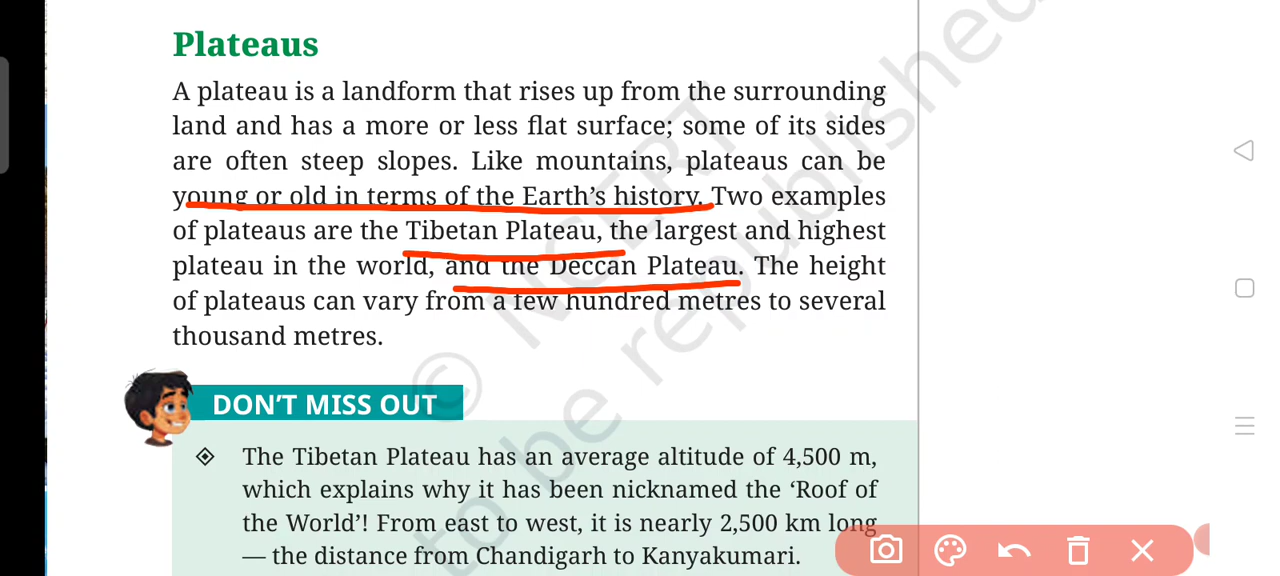 Plateaus
A plateau is a landform that rises up from the surrounding
land and has a more or less flat surface; some of its sides
are often steep slopes. Like mountains, plateaus can be
young or old in terms of the Earth's history. Two examples
of plateaus are the Tibetan Plateau, the largest and highest
plateau in the world, and the Deccan Plateau. The height
of plateaus can vary from a few hundred metres to several
thousand metres.
DON'T MISS OUT
The Tibetan Plateau has an average altitude of 4,500 m,
which explains why it has been nicknamed the ‘Roof of
the World’! From east to west, it is nearly 2,500 km long
— the distance from Chandigarh to Kanyakumari.
© NCERT
to be republished